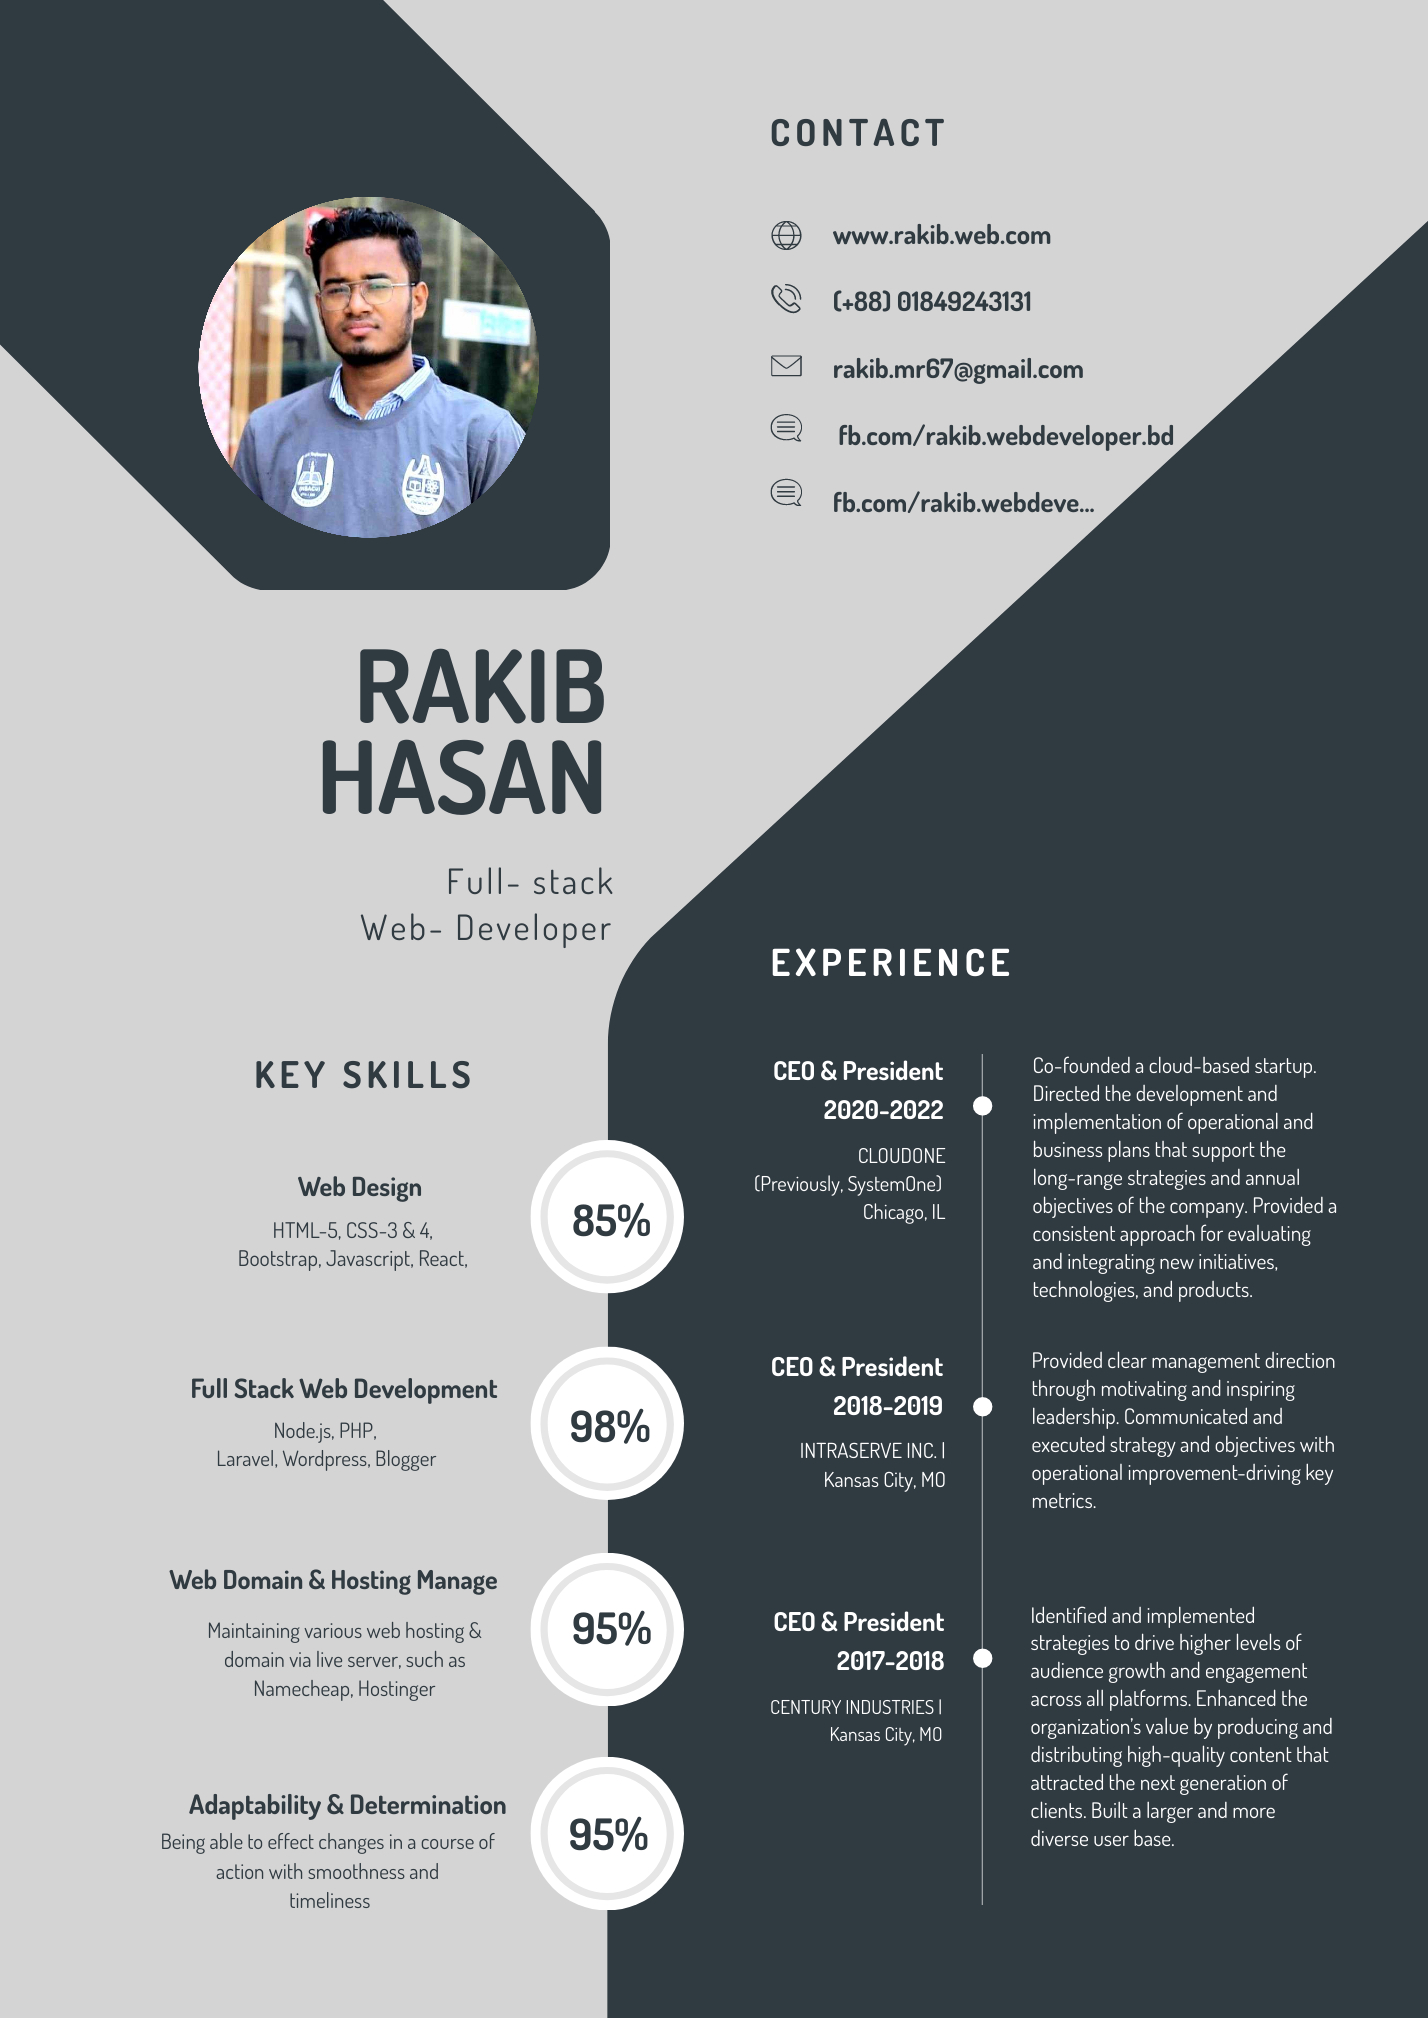 CONTACT
www.rakib.web.com
(+88) 01849243131
rakib.mr67@gmail.com
fb.com/rakib.webdeveloper.bd
fb.com/rakib.webdeve...
RAKIB
HASAN
Full- stack
Web- Developer
KEY SKILLS
Web Design
HTML-5, CSS-3 & 4,
Bootstrap, Javascript, React,
85%
Full Stack Web Development
Node.js, PHP,
Laravel, Wordpress, Blogger
98%
Web Domain & Hosting Manage
Maintaining various web hosting &
domain via live server, such as
Namecheap, Hostinger
95%
Adaptability & Determination
Being able to effect changes in a course of
action with smoothness and
timeliness
95%
EXPERIENCE
CEO & President
2020-2022
CLOUDONE
(Previously, SystemOne)
Chicago, IL
Co-founded a cloud-based startup.
Directed the development and
implementation of operational and
business plans that support the
long-range strategies and annual
objectives of the company. Provided a
consistent approach for evaluating
and integrating new initiatives,
technologies, and products.
CEO & President
2018-2019
INTRASERVE INC. |
Kansas City, MO
Provided clear management direction
through motivating and inspiring
leadership. Communicated and
executed strategy and objectives with
operational improvement-driving key
metrics.
CEO & President
2017-2018
CENTURY INDUSTRIES |
Kansas City, MO
Identified and implemented
strategies to drive higher levels of
audience growth and engagement
across all platforms. Enhanced the
organization's value by producing and
distributing high-quality content that
attracted the next generation of
clients. Built a larger and more
diverse user base.